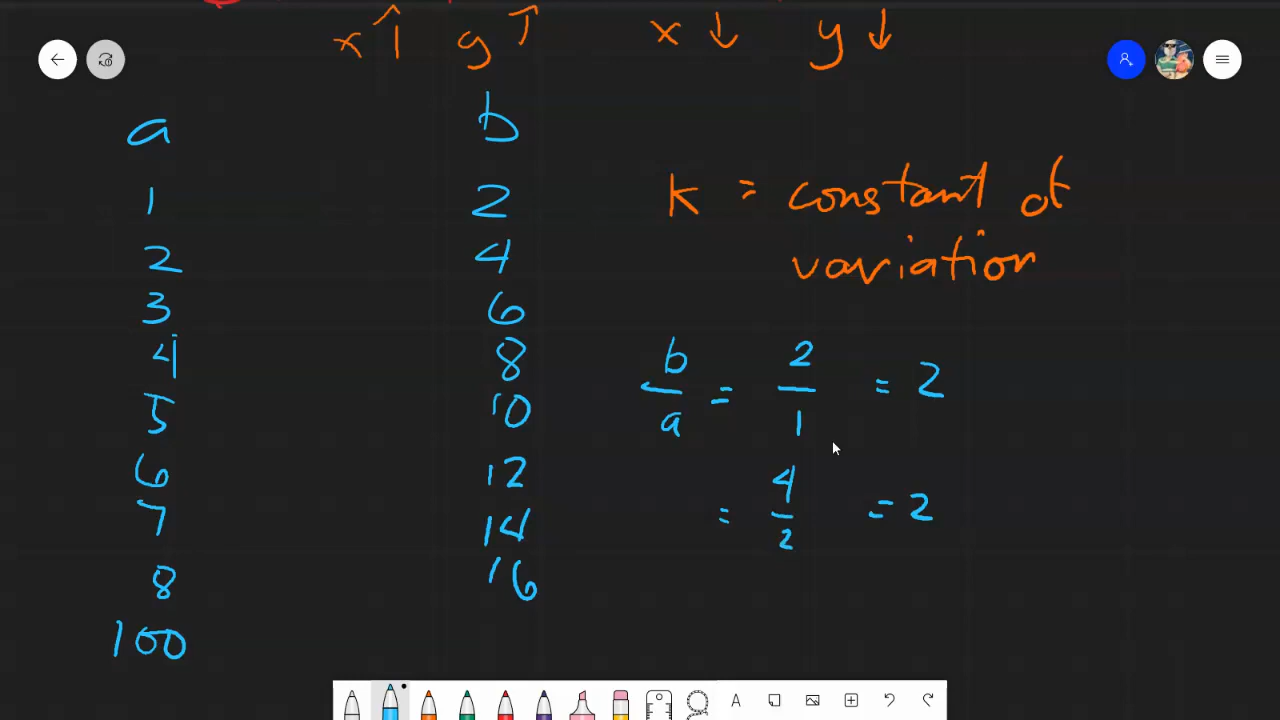 x ↑ y ↑ x ↓ y ↓
a b
1 2
2 4
3 6
4 8
5 10
6 12
7 14
8 16
100
K = constant of
variation
b/a = 2/1 = 2
= 4/2 = 2
A